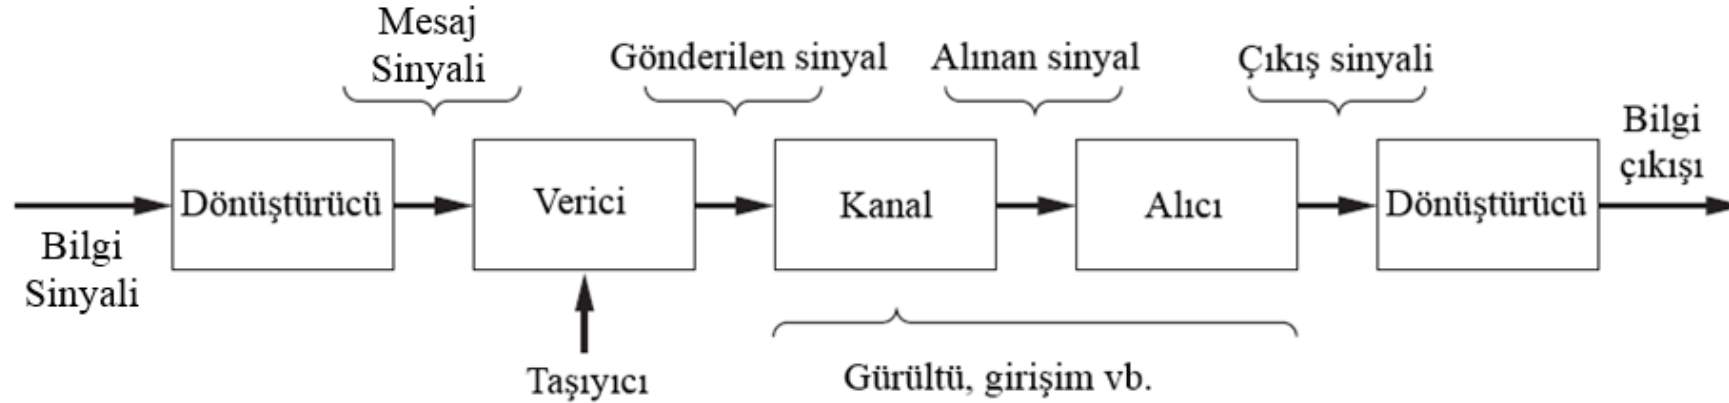 Mesaj
Sinyali
Gönderilen sinyal
Alınan sinyal
Çıkış sinyali
Bilgi
çıkışı
Dönüştürücü
Verici
Kanal
Alıcı
Dönüştürücü
Bilgi
Sinyali
Taşıyıcı
Gürültü, girişim vb.